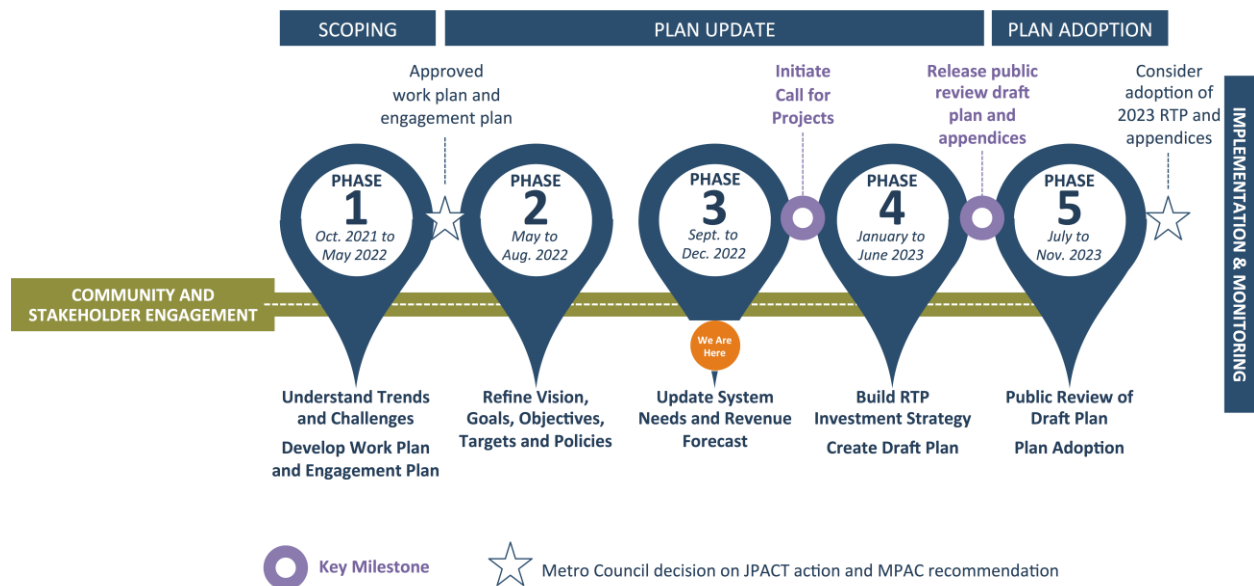 SCOPING
PLAN UPDATE
PLAN ADOPTION
Approved
work plan and
engagement plan
Initiate
Call for
Projects
Release public
review draft
plan and
appendices
Consider
adoption of
2023 RTP and
appendices
IMPLEMENTATION & MONITORING
PHASE
1
Oct. 2021 to
May 2022
PHASE
2
May to
Aug. 2022
PHASE
3
Sept. to
Dec. 2022
PHASE
4
January to
June 2023
PHASE
5
July to
Nov. 2023
COMMUNITY AND
STAKEHOLDER ENGAGEMENT
We Are
Here
Understand Trends
and Challenges
Develop Work Plan
and Engagement Plan
Refine Vision,
Goals, Objectives,
Targets and Policies
Update System
Needs and Revenue
Forecast
Build RTP
Investment Strategy
Create Draft Plan
Public Review of
Draft Plan
Plan Adoption
Key Milestone
Metro Council decision on JPACT action and MPAC recommendation